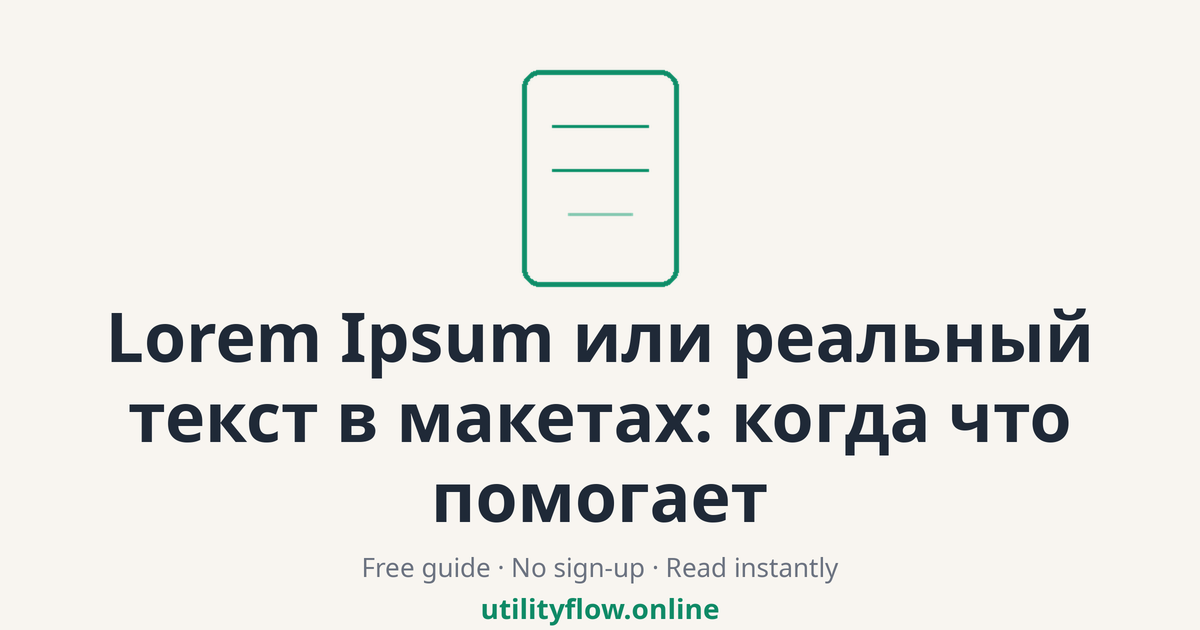 Lorem Ipsum или реальный
текст в макетах: когда что
помогает
Free guide · No sign-up · Read instantly
utilityflow.online